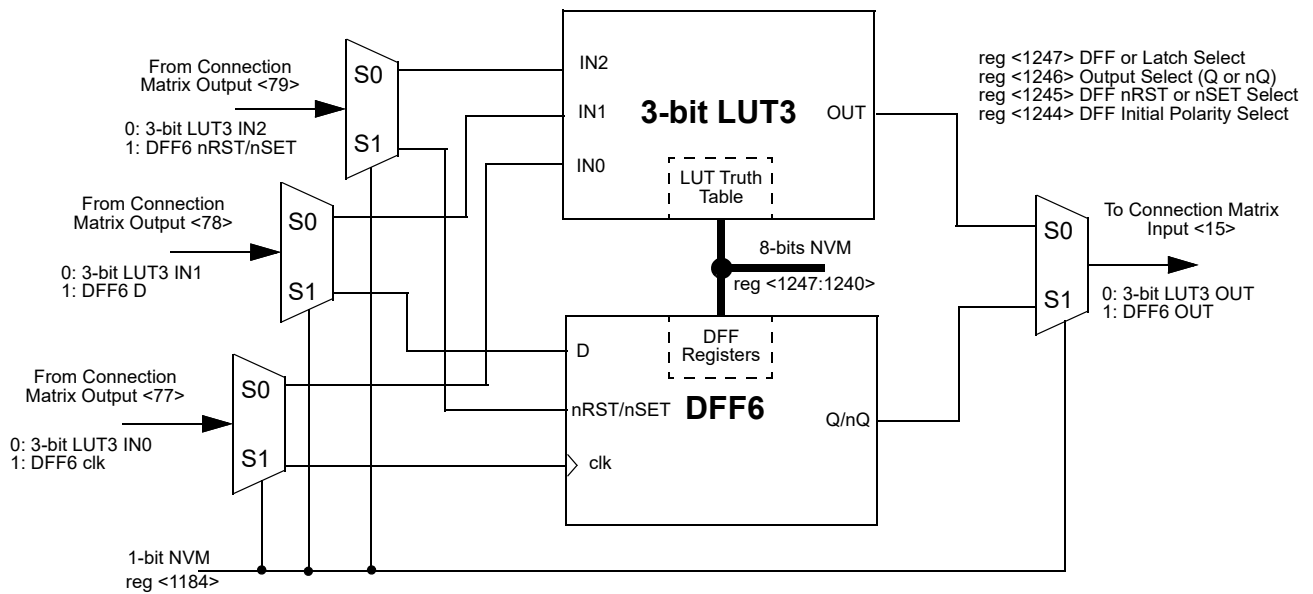 From Connection
Matrix Output <79>
0: 3-bit LUT3 IN2
1: DFF6 nRST/nSET
S0
S1
From Connection
Matrix Output <78>
0: 3-bit LUT3 IN1
1: DFF6 D
S0
S1
From Connection
Matrix Output <77>
0: 3-bit LUT3 IN0
1: DFF6 clk
S0
S1
1-bit NVM
reg <1184>
IN2
IN1
IN0
3-bit LUT3
OUT
LUT Truth
Table
8-bits NVM
reg <1247:1240>
DFF
Registers
D
nRST/nSET
clk
DFF6
Q/nQ
reg <1247> DFF or Latch Select
reg <1246> Output Select (Q or nQ)
reg <1245> DFF nRST or nSET Select
reg <1244> DFF Initial Polarity Select
S0
S1
To Connection Matrix
Input <15>
0: 3-bit LUT3 OUT
1: DFF6 OUT